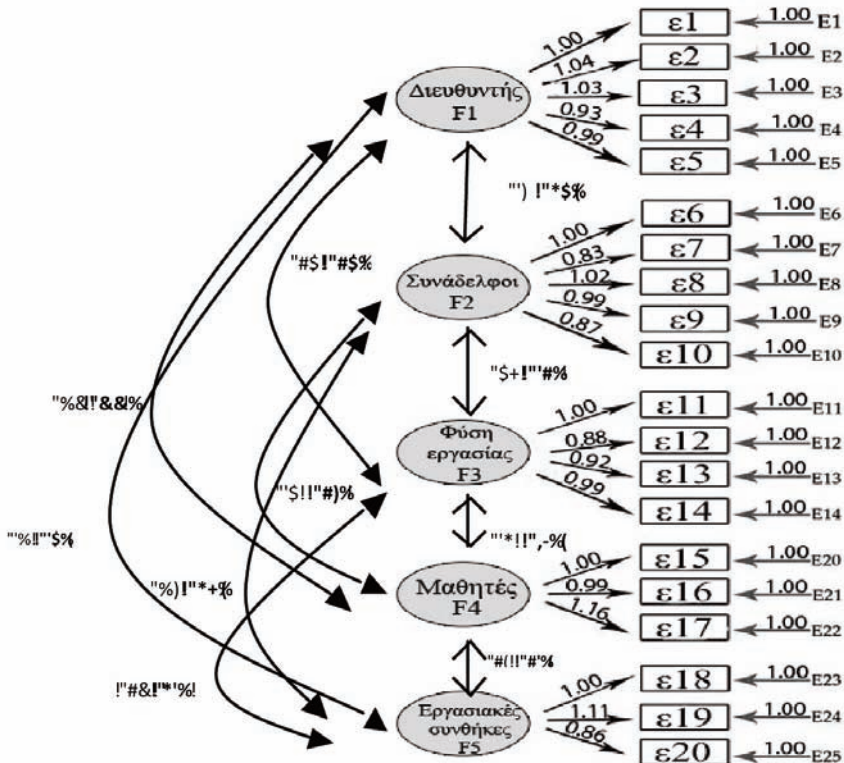 1.00 ε1 1.00 E1
1.04 ε2 1.00 E2
Διευθυντής
F1
1.03 ε3 1.00 E3
0.93 ε4 1.00 E4
0.99 ε5 1.00 E5
1.00 ε6 1.00 E6
0.83 ε7 1.00 E7
Συνάδελφοι
F2
1.02 ε8 1.00 E8
0.99 ε9 1.00 E9
0.87 ε10 1.00 E10
1.00 ε11 1.00 E11
Φύση
εργασίας
F3
0.88 ε12 1.00 E12
0.92 ε13 1.00 E13
0.99 ε14 1.00 E14
1.00 ε15 1.00 E20
Μαθητές
F4
0.99 ε16 1.00 E21
1.16 ε17 1.00 E22
1.00 ε18 1.00 E23
Εργασιακές
συνθήκες
F5
1.11 ε19 1.00 E24
0.86 ε20 1.00 E25